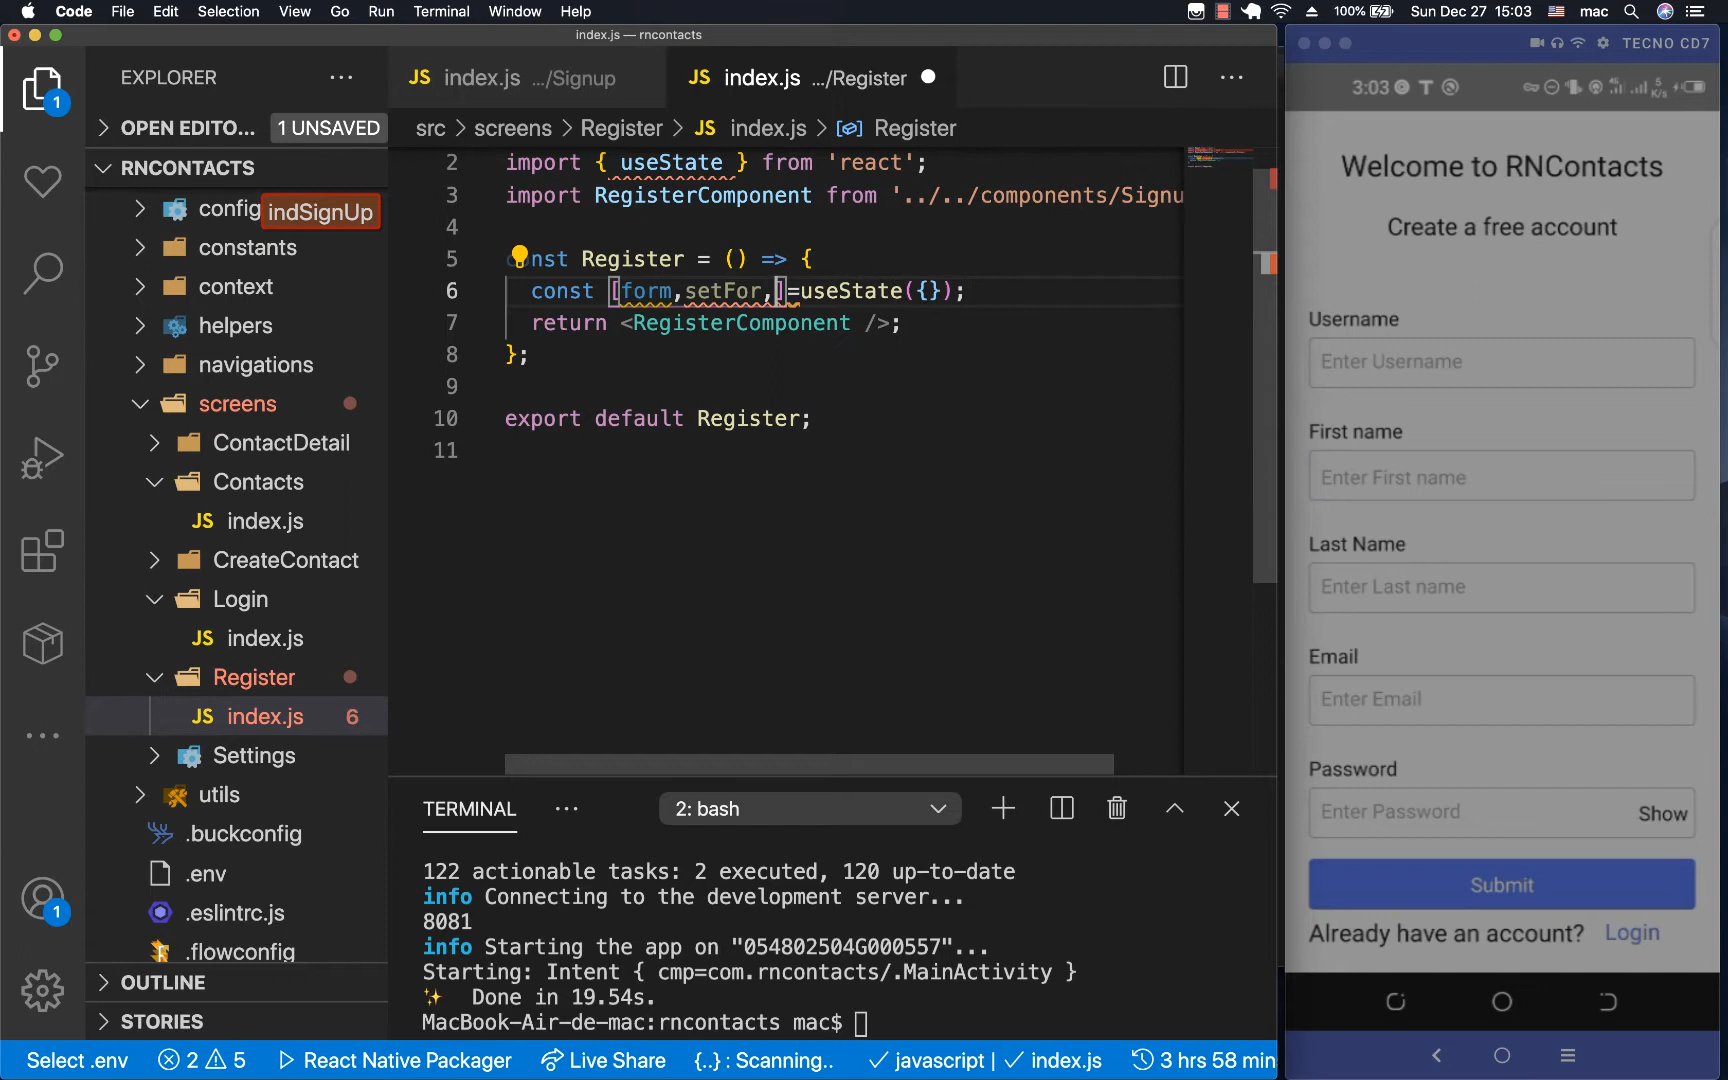 Code File Edit Selection View Go Run Terminal Window Help 100% Sun Dec 27 15:03 mac
index.js — rncontacts
EXPLORER
OPEN EDITO... 1 UNSAVED
RNCONTACTS
config
indSignUp
constants
context
helpers
navigations
screens
ContactDetail
Contacts
JS index.js
CreateContact
Login
JS index.js
Register
JS index.js 6
Settings
utils
.buckconfig
.env
.eslintrc.js
.flowconfig
OUTLINE
STORIES
1
1
JS index.js .../Signup JS index.js .../Register
src > screens > Register > JS index.js > Register
2 import { useState } from 'react';
3 import RegisterComponent from '../../components/Signu
4
5 nst Register = () => {
6 const [form,setFor,]=useState({});
7 return <RegisterComponent />;
8 };
9
10 export default Register;
11
TERMINAL 2: bash
122 actionable tasks: 2 executed, 120 up-to-date
info Connecting to the development server...
8081
info Starting the app on "054802504G000557"...
Starting: Intent { cmp=com.rncontacts/.MainActivity }
Done in 19.54s.
MacBook-Air-de-mac:rncontacts mac$
Select .env 2 5 React Native Packager Live Share {..} : Scanning.. javascript | index.js 3 hrs 58 min
TECNO CD7
3:03
Welcome to RNContacts
Create a free account
Username
Enter Username
First name
Enter First name
Last Name
Enter Last name
Email
Enter Email
Password
Enter Password Show
Submit
Already have an account? Login